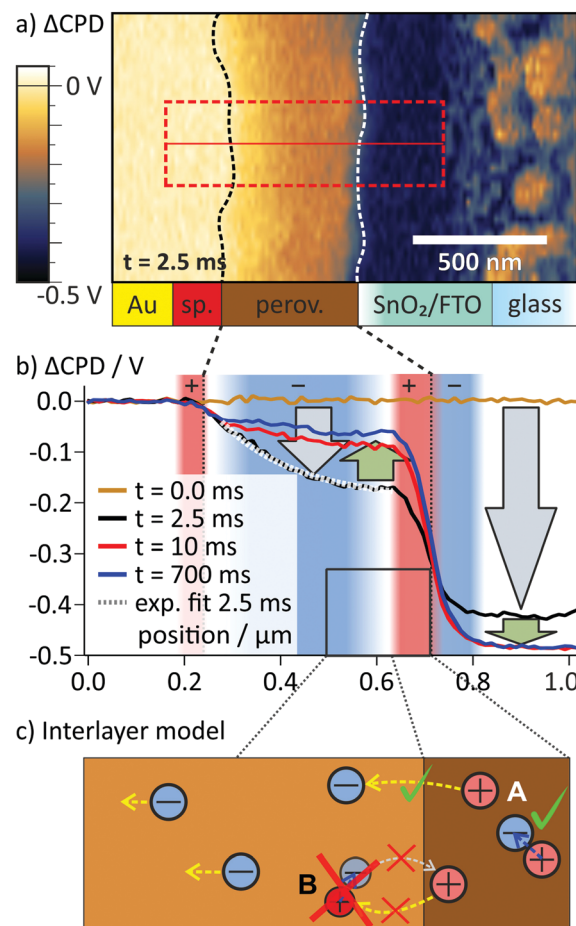 a) ΔCPD
0 V
-0.5 V
t = 2.5 ms
500 nm
Au sp. perov. SnO₂/FTO glass
b) ΔCPD / V
+ − + −
0.0
-0.1
-0.2
-0.3
-0.4
-0.5
t = 0.0 ms
t = 2.5 ms
t = 10 ms
t = 700 ms
exp. fit 2.5 ms
position / μm
0.0 0.2 0.4 0.6 0.8 1.0
c) Interlayer model
− − + A
− +
− − +
B +